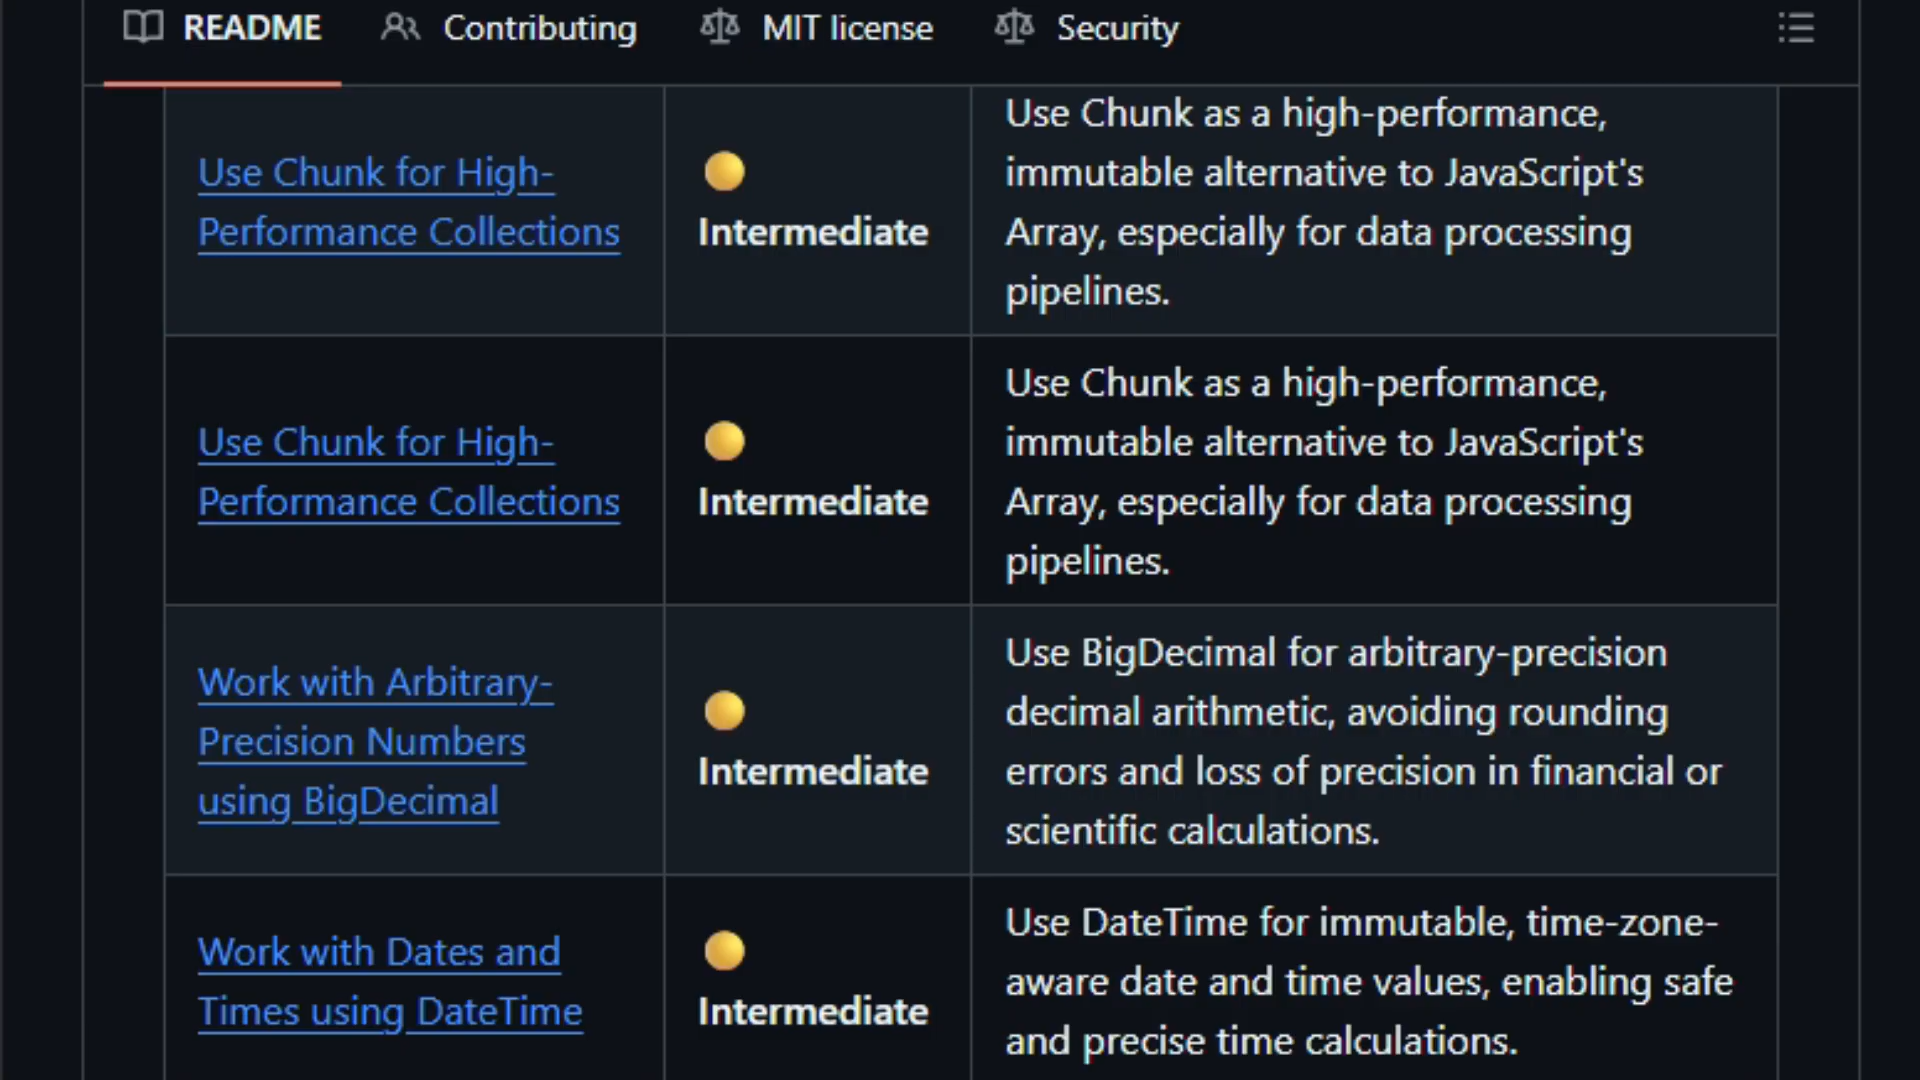 README
Contributing
MIT license
Security
Use Chunk for High-
Performance Collections
Intermediate
Use Chunk as a high-performance,
immutable alternative to JavaScript's
Array, especially for data processing
pipelines.
Use Chunk for High-
Performance Collections
Intermediate
Use Chunk as a high-performance,
immutable alternative to JavaScript's
Array, especially for data processing
pipelines.
Work with Arbitrary-
Precision Numbers
using BigDecimal
Intermediate
Use BigDecimal for arbitrary-precision
decimal arithmetic, avoiding rounding
errors and loss of precision in financial or
scientific calculations.
Work with Dates and
Times using DateTime
Intermediate
Use DateTime for immutable, time-zone-
aware date and time values, enabling safe
and precise time calculations.